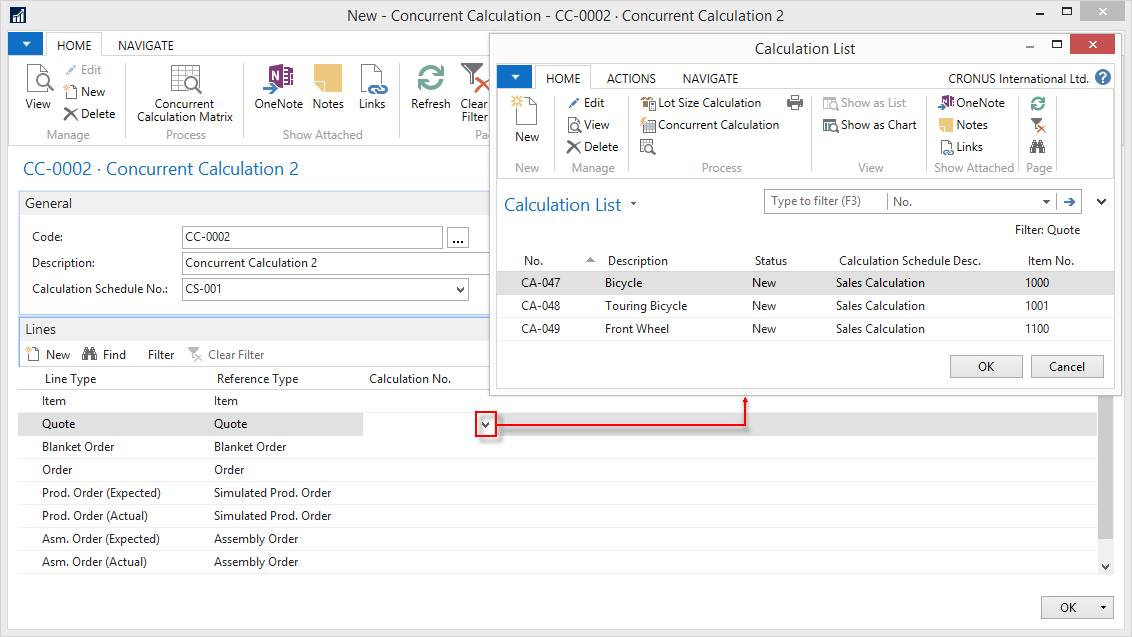 New - Concurrent Calculation - CC-0002 · Concurrent Calculation 2
HOME NAVIGATE
View
Edit
New
Delete
Manage
Concurrent
Calculation Matrix
Process
OneNote
Notes
Links
Show Attached
Refresh
Clear
Filter
Pa
CC-0002 · Concurrent Calculation 2
General
Code: CC-0002 ...
Description: Concurrent Calculation 2
Calculation Schedule No.: CS-001
Lines
New Find Filter Clear Filter
Line Type Reference Type Calculation No.
Item Item
Quote Quote
Blanket Order Blanket Order
Order Order
Prod. Order (Expected) Simulated Prod. Order
Prod. Order (Actual) Simulated Prod. Order
Asm. Order (Expected) Assembly Order
Asm. Order (Actual) Assembly Order
OK
Calculation List
HOME ACTIONS NAVIGATE CRONUS International Ltd. ?
New
New
Edit
View
Delete
Manage
Lot Size Calculation
Concurrent Calculation
Process
Show as List
Show as Chart
View
OneNote
Notes
Links
Show Attached
Page
Calculation List
Type to filter (F3) No.
Filter: Quote
No. Description Status Calculation Schedule Desc. Item No.
CA-047 Bicycle New Sales Calculation 1000
CA-048 Touring Bicycle New Sales Calculation 1001
CA-049 Front Wheel New Sales Calculation 1100
OK Cancel